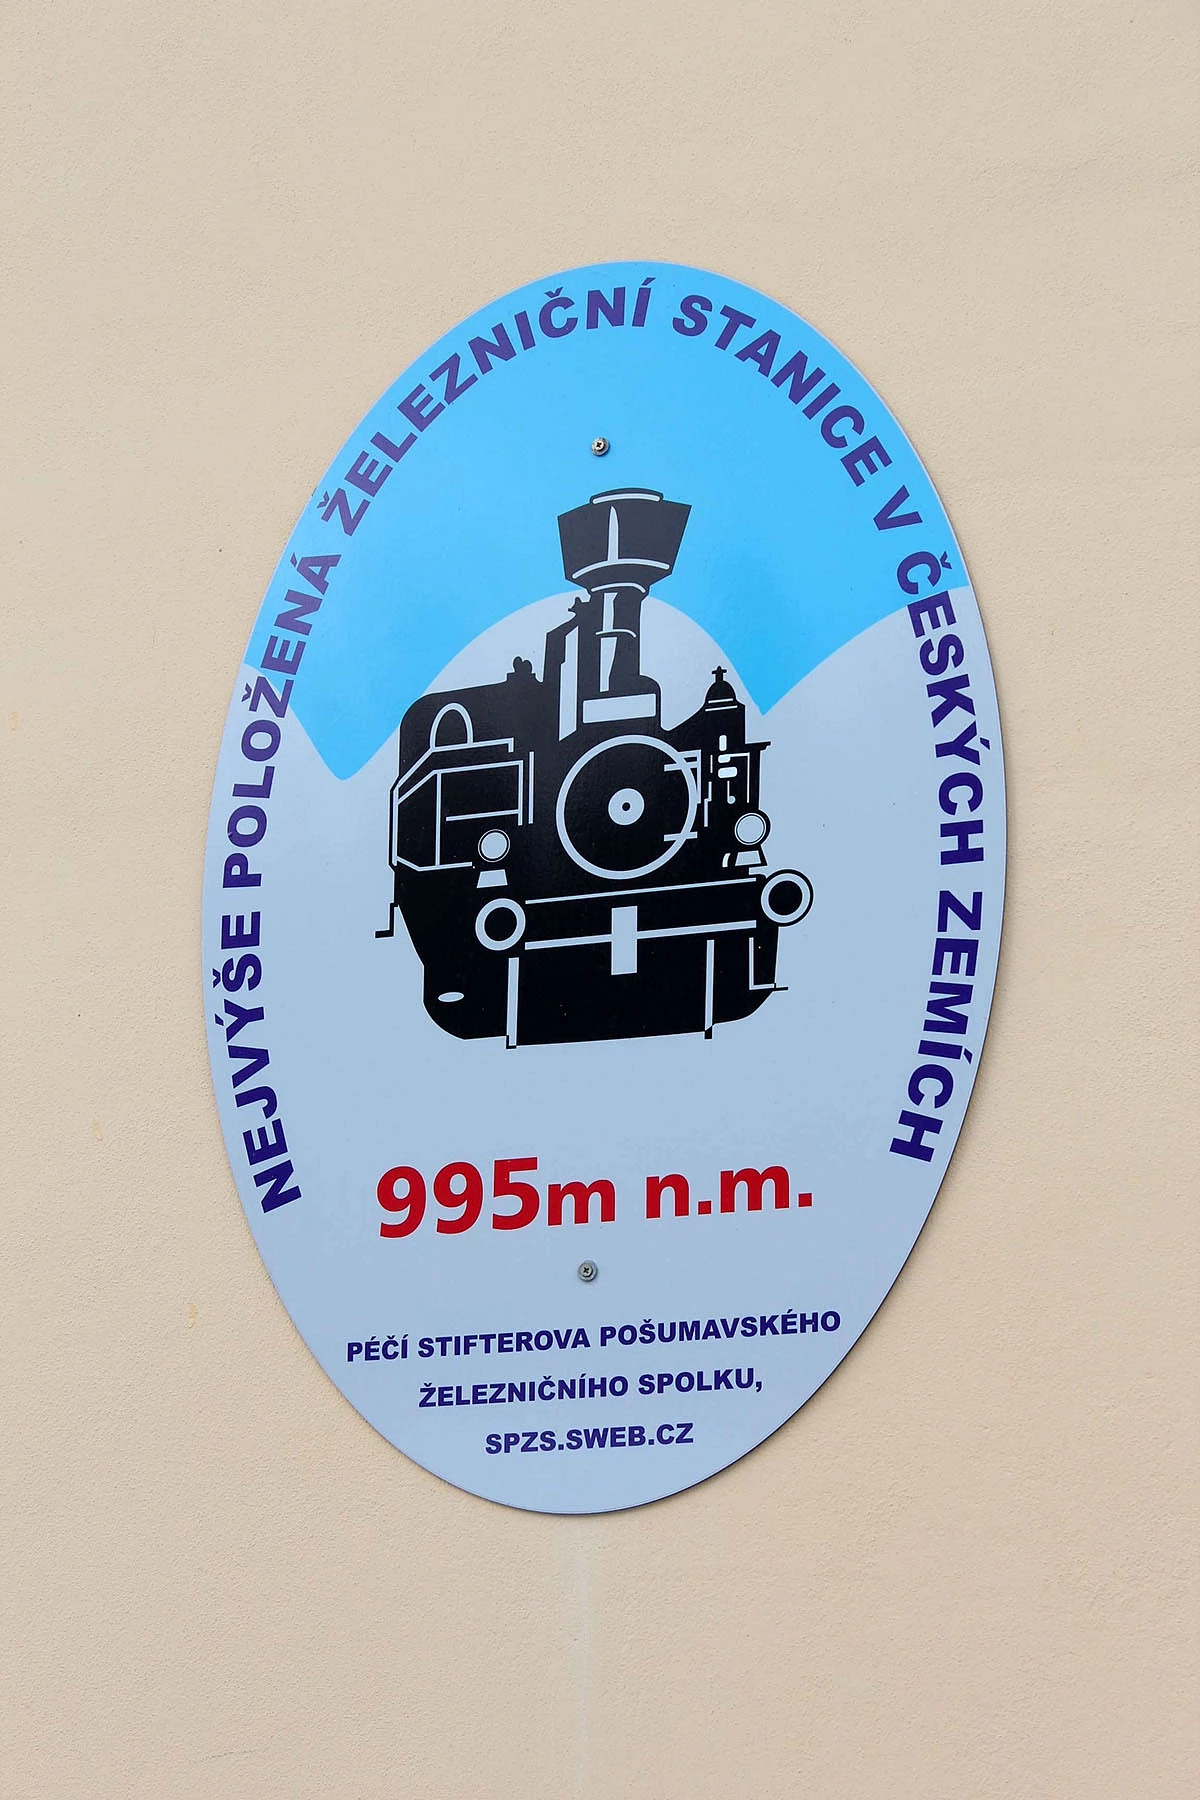 NEJVÝŠE POLOŽENÁ ŽELEZNIČNÍ STANICE V ČESKÝCH ZEMÍCH
995m n.m.
PÉČÍ STIFTEROVA POŠUMAVSKÉHO
ŽELEZNIČNÍHO SPOLKU,
SPZS.SWEB.CZ